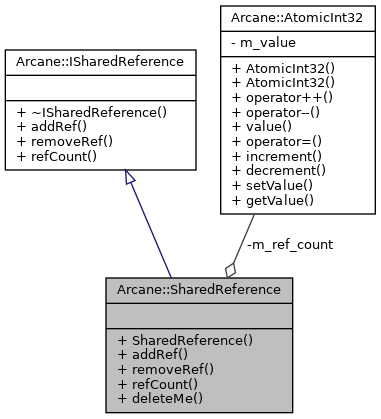 Arcane::AtomicInt32
- m_value
+ AtomicInt32()
+ AtomicInt32()
+ operator++()
+ operator--()
+ value()
+ operator=()
+ increment()
+ decrement()
+ setValue()
+ getValue()
Arcane::ISharedReference
+ ~ISharedReference()
+ addRef()
+ removeRef()
+ refCount()
-m_ref_count
Arcane::SharedReference
+ SharedReference()
+ addRef()
+ removeRef()
+ refCount()
+ deleteMe()